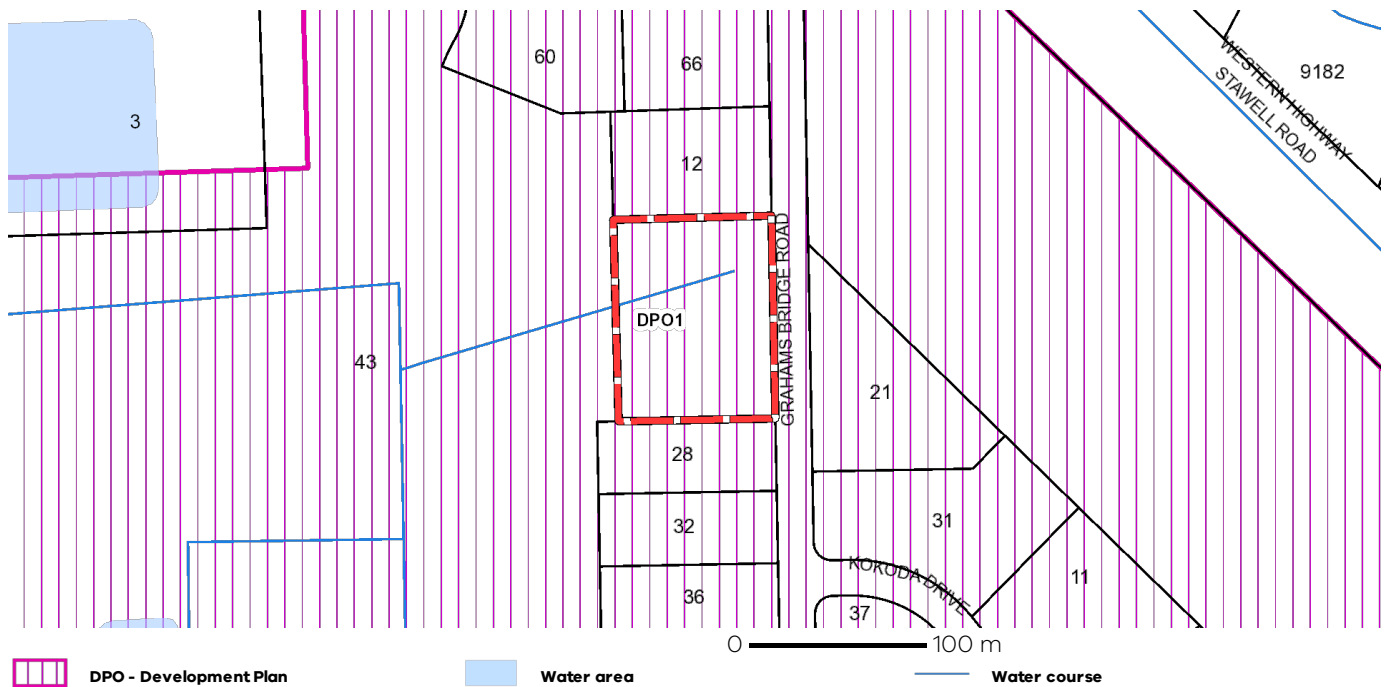 60
66
9182
WESTERN HIGHWAY
STAWELL ROAD
3
12
GRAHAMS BRIDGE ROAD
DPO1
43
21
28
31
32
KOKODA DRIVE
11
36
37
0 100 m
DPO - Development Plan Water area Water course